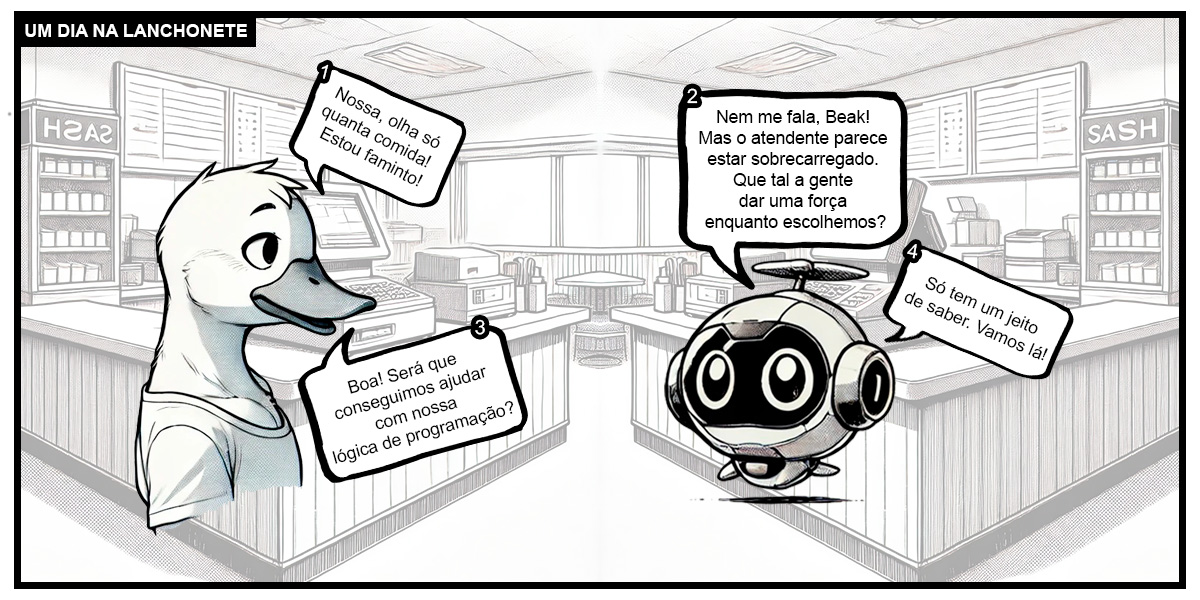 UM DIA NA LANCHONETE
1
Nossa, olha só
quanta comida!
Estou faminto!
2
Nem me fala, Beak!
Mas o atendente parece
estar sobrecarregado.
Que tal a gente
dar uma força
enquanto escolhemos?
3
Boa! Será que
conseguimos ajudar
com nossa
lógica de programação?
4
Só tem um jeito
de saber. Vamos lá!
SASH
SASH